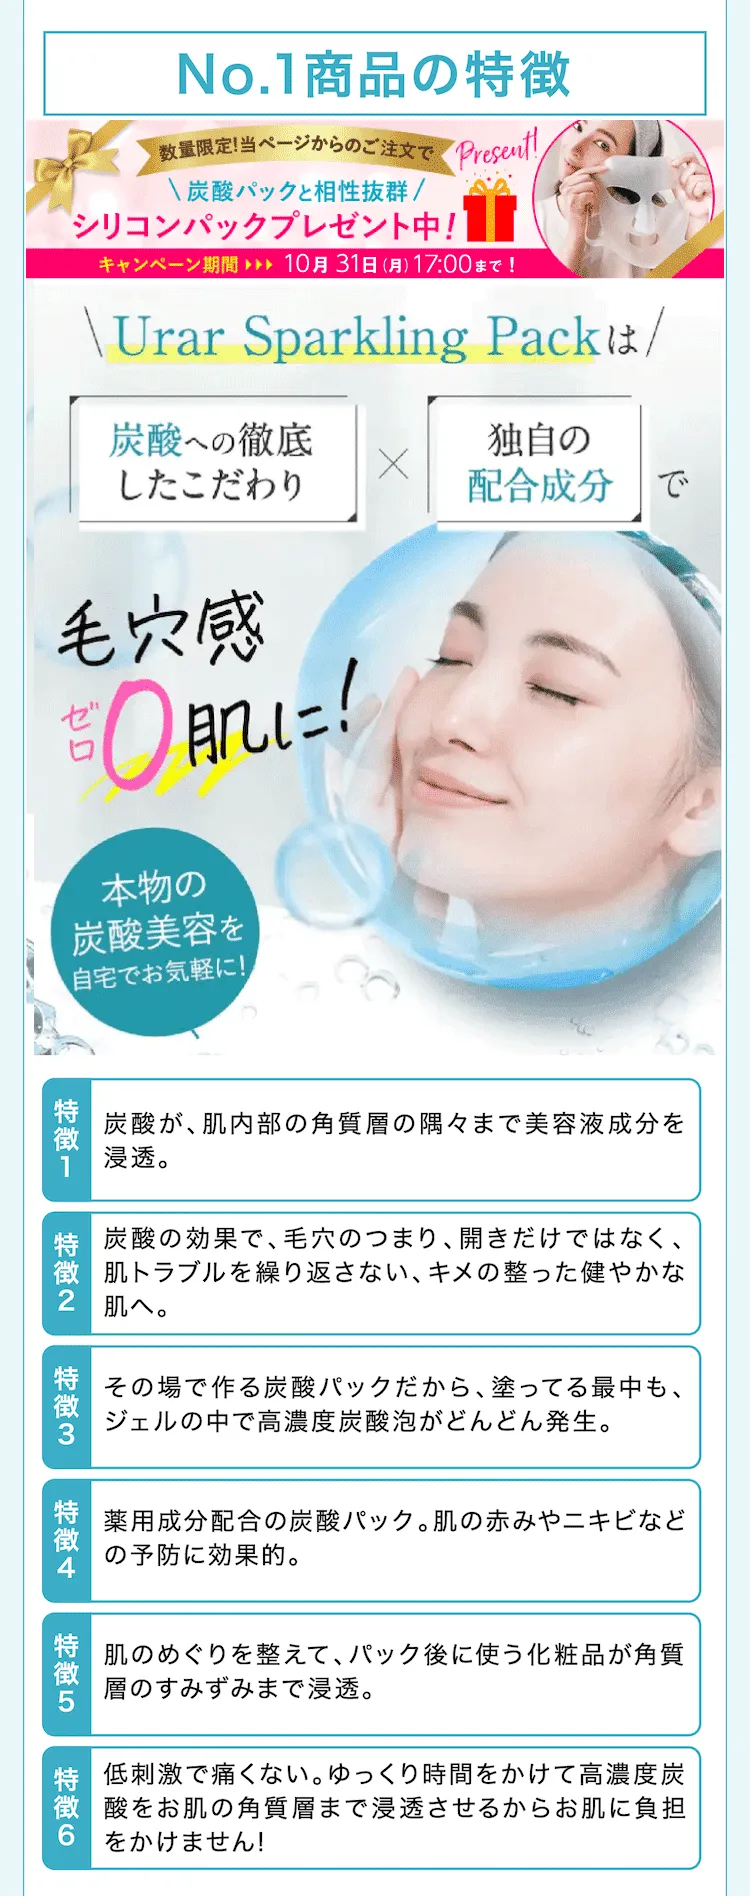 No.1商品の特徴
数量限定!当ページからのご注文で
Present!
\ 炭酸パックと相性抜群 /
シリコンパックプレゼント中!
キャンペーン期間 10月31日(月)17:00まで!
\ Urar Sparkling Packは /
炭酸への徹底
したこだわり
×
独自の
配合成分
で
毛穴感
ゼロ
0肌に!
本物の
炭酸美容を
自宅でお気軽に!
特徴1
炭酸が、肌内部の角質層の隅々まで美容液成分を
浸透。
特徴2
炭酸の効果で、毛穴のつまり、開きだけではなく、
肌トラブルを繰り返さない、キメの整った健やかな
肌へ。
特徴3
その場で作る炭酸パックだから、塗ってる最中も、
ジェルの中で高濃度炭酸泡がどんどん発生。
特徴4
薬用成分配合の炭酸パック。肌の赤みやニキビなど
の予防に効果的。
特徴5
肌のめぐりを整えて、パック後に使う化粧品が角質
層のすみずみまで浸透。
特徴6
低刺激で痛くない。ゆっくり時間をかけて高濃度炭
酸をお肌の角質層まで浸透させるからお肌に負担
をかけません!